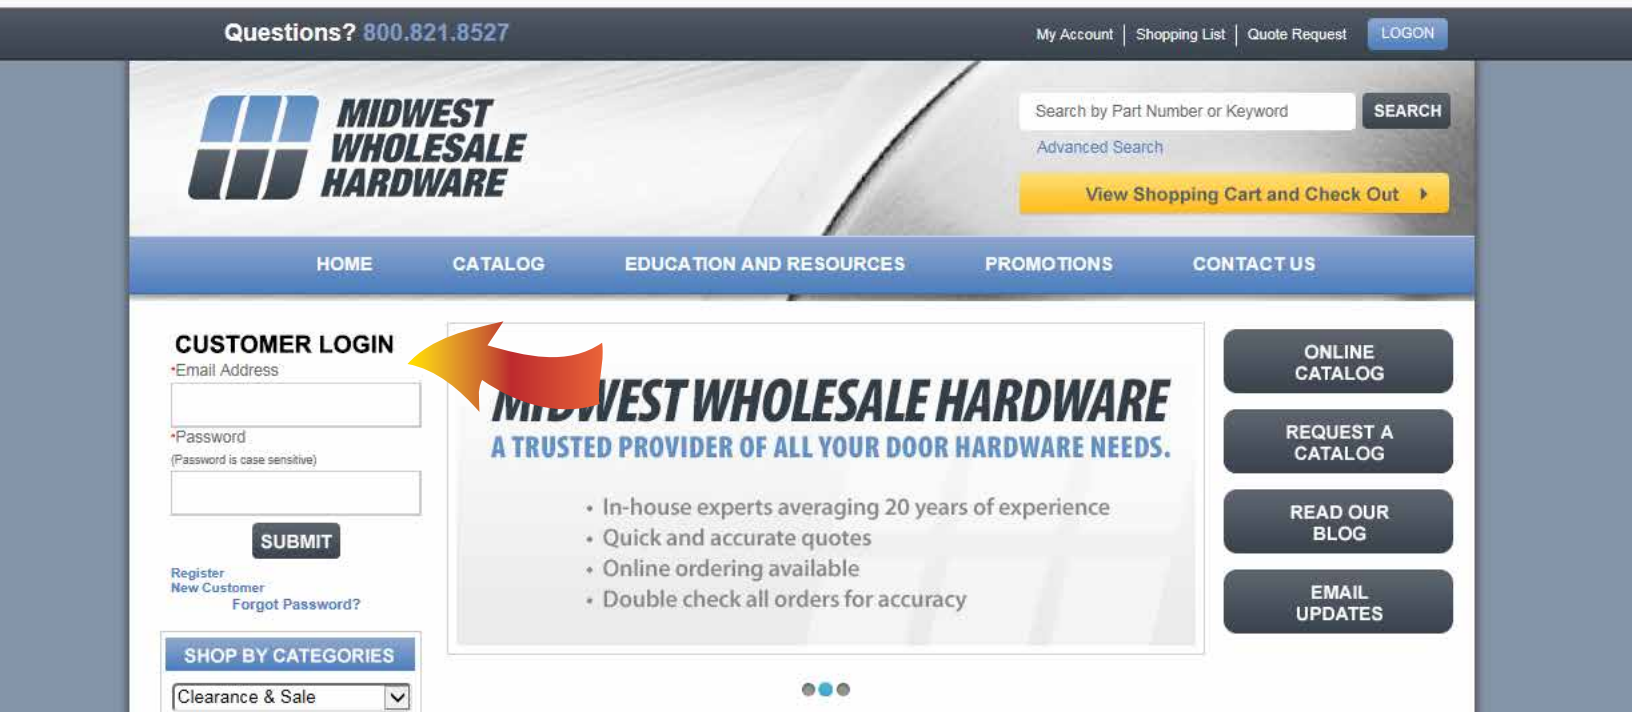 Questions? 800.821.8527
My Account | Shopping List | Quote Request
LOGON
MIDWEST
WHOLESALE
HARDWARE
Search by Part Number or Keyword
SEARCH
Advanced Search
View Shopping Cart and Check Out
HOME CATALOG EDUCATION AND RESOURCES PROMOTIONS CONTACT US
CUSTOMER LOGIN
*Email Address
*Password
(Password is case sensitive)
SUBMIT
Register
New Customer
Forgot Password?
SHOP BY CATEGORIES
Clearance & Sale
MIDWEST WHOLESALE HARDWARE
A TRUSTED PROVIDER OF ALL YOUR DOOR HARDWARE NEEDS.
• In-house experts averaging 20 years of experience
• Quick and accurate quotes
• Online ordering available
• Double check all orders for accuracy
ONLINE
CATALOG
REQUEST A
CATALOG
READ OUR
BLOG
EMAIL
UPDATES